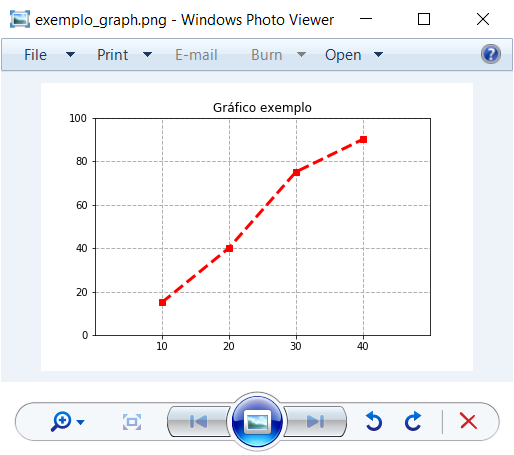 exemplo_graph.png - Windows Photo Viewer
File Print E-mail Burn Open ?
Gráfico exemplo
100
80
60
40
20
0
10 20 30 40